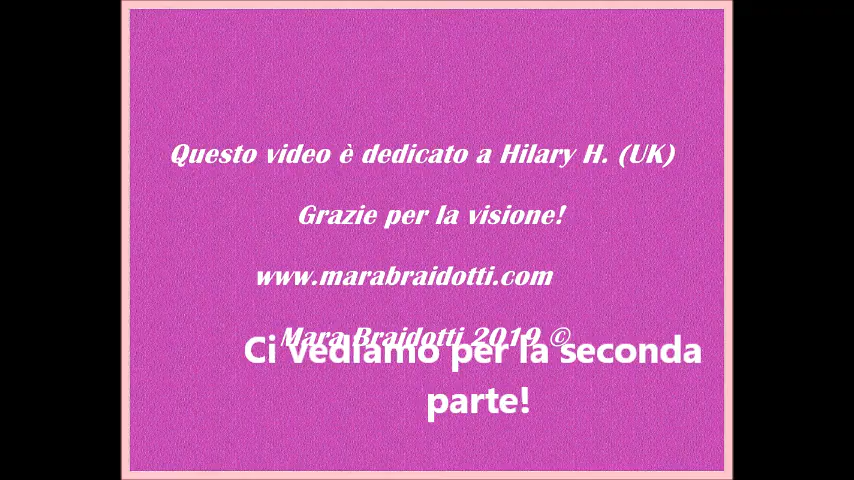 Questo video è dedicato a Hilary H. (UK)
Grazie per la visione!
www.marabraidotti.com
Mara Braidotti 2019 ©
Ci vediamo per la seconda
parte!